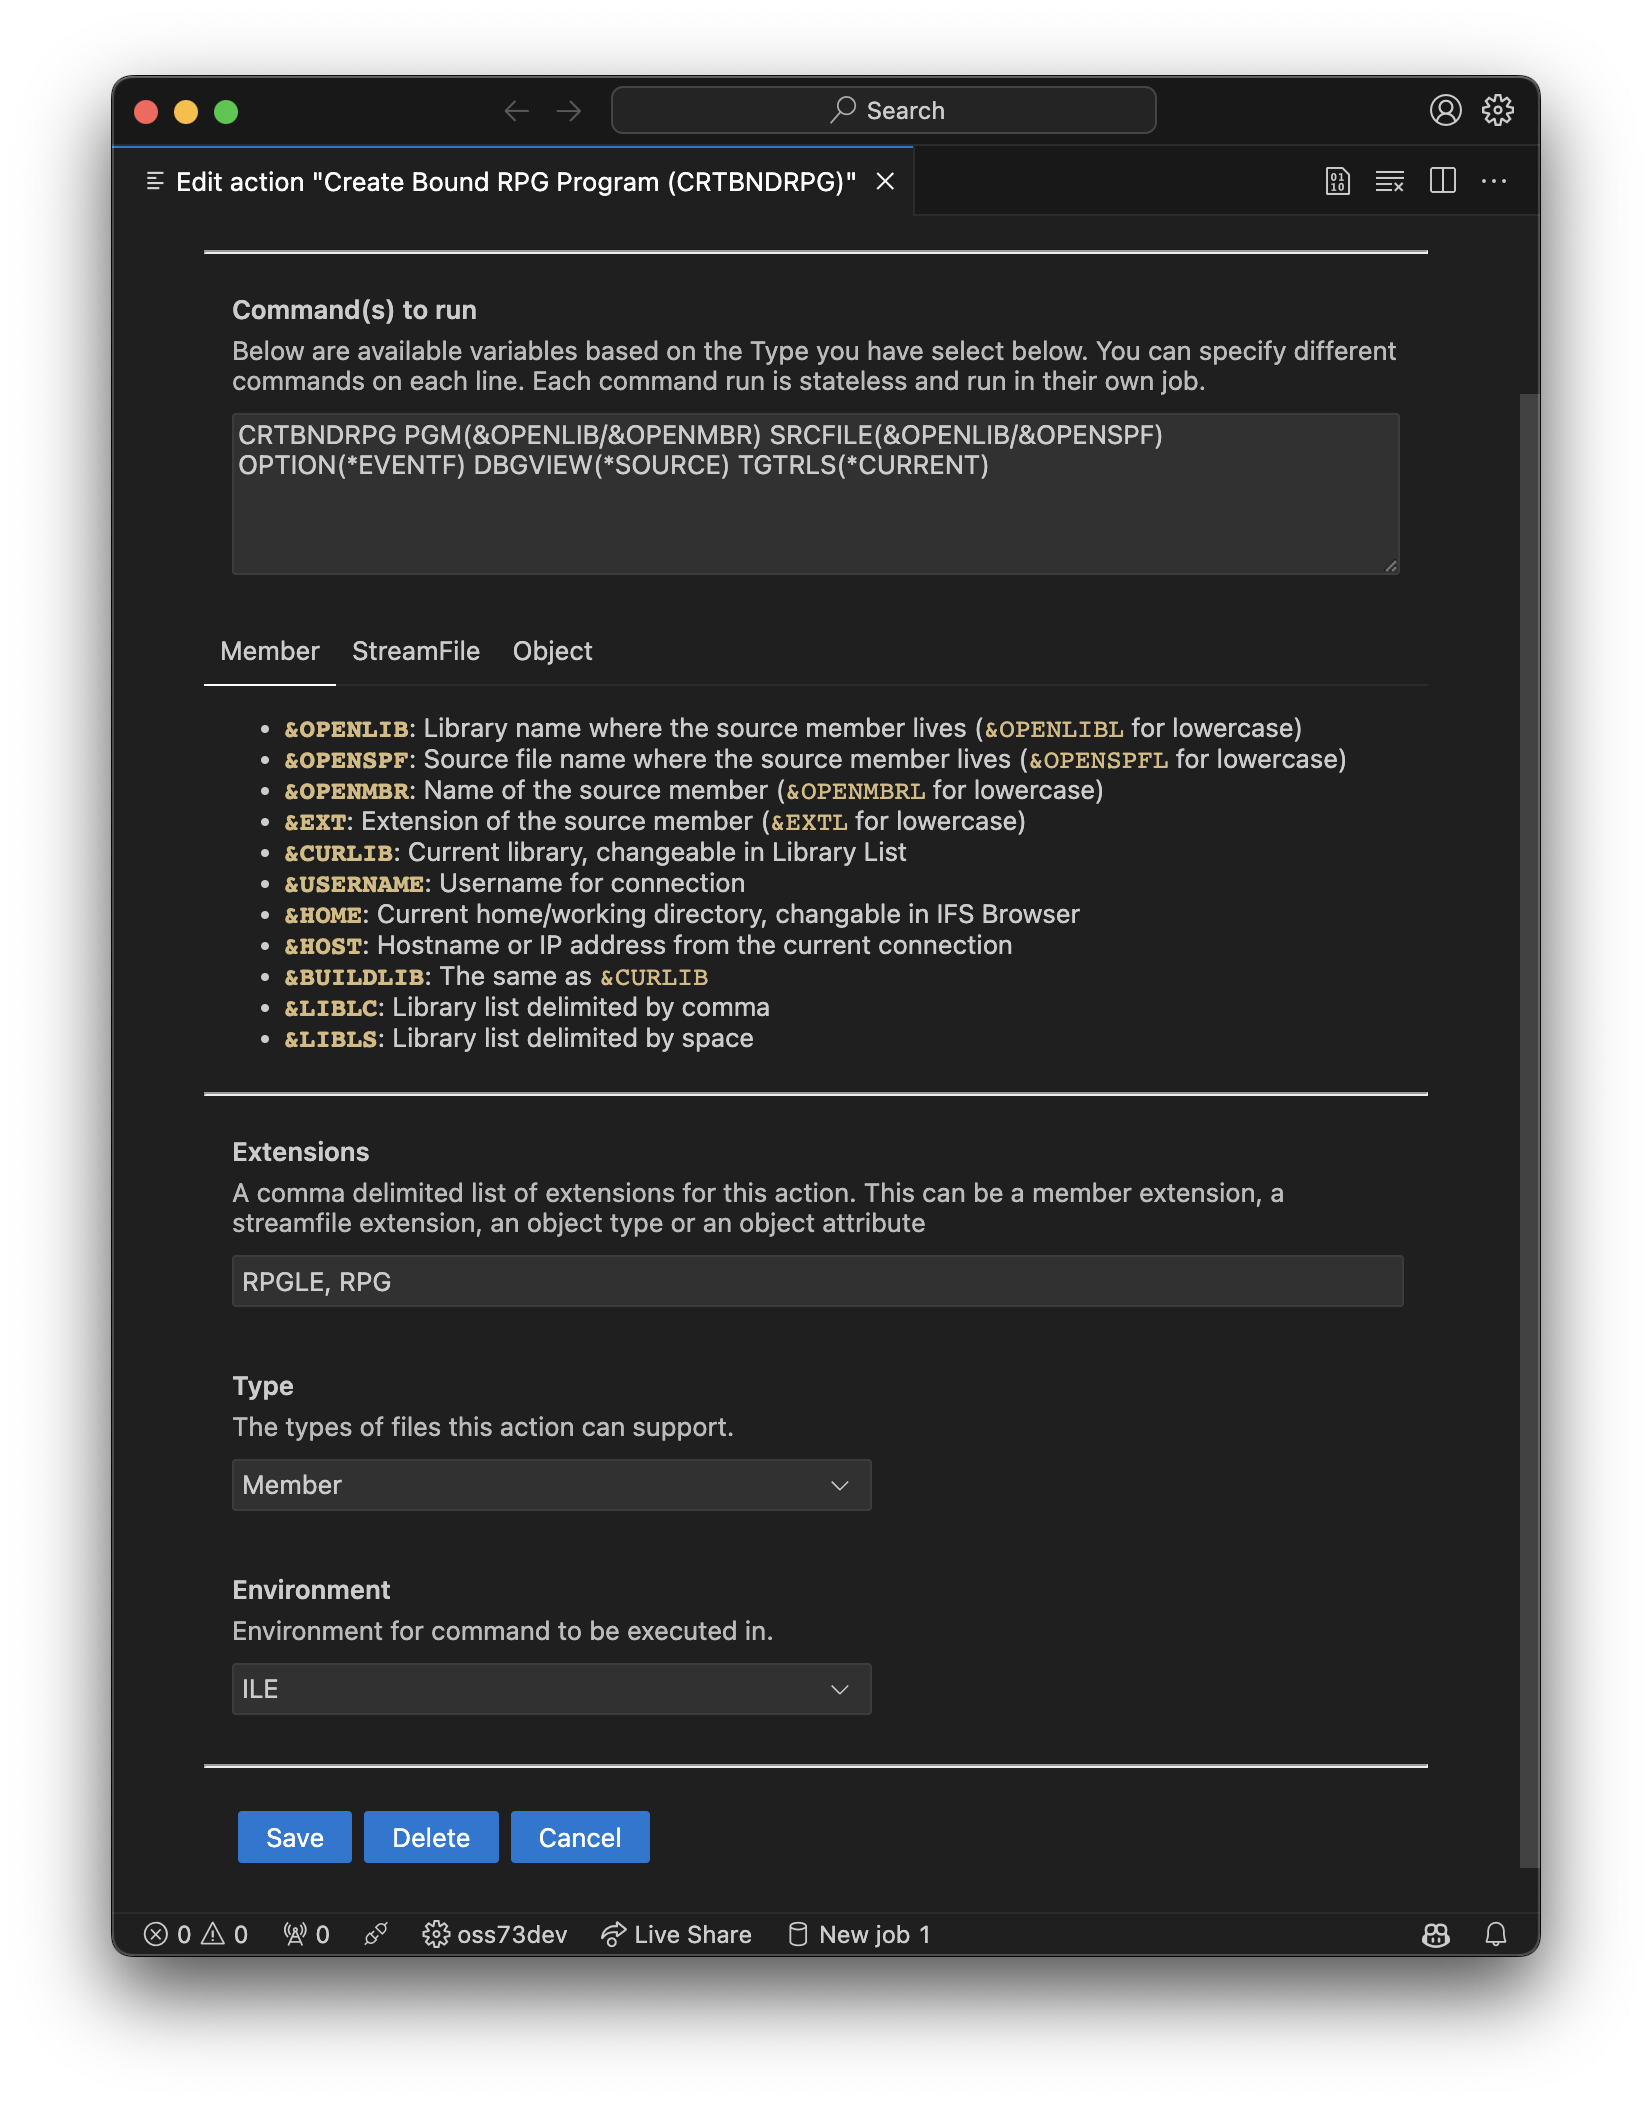 Search
Edit action "Create Bound RPG Program (CRTBNDRPG)"
Command(s) to run
Below are available variables based on the Type you have select below. You can specify different
commands on each line. Each command run is stateless and run in their own job.
CRTBNDRPG PGM(&OPENLIB/&OPENMBR) SRCFILE(&OPENLIB/&OPENSPF)
OPTION(*EVENTF) DBGVIEW(*SOURCE) TGTRLS(*CURRENT)
Member StreamFile Object
• &OPENLIB: Library name where the source member lives (&OPENLIBL for lowercase)
• &OPENSPF: Source file name where the source member lives (&OPENSPFL for lowercase)
• &OPENMBR: Name of the source member (&OPENMBRL for lowercase)
• &EXT: Extension of the source member (&EXTL for lowercase)
• &CURLIB: Current library, changeable in Library List
• &USERNAME: Username for connection
• &HOME: Current home/working directory, changable in IFS Browser
• &HOST: Hostname or IP address from the current connection
• &BUILDLIB: The same as &CURLIB
• &LIBLC: Library list delimited by comma
• &LIBLS: Library list delimited by space
Extensions
A comma delimited list of extensions for this action. This can be a member extension, a
streamfile extension, an object type or an object attribute
RPGLE, RPG
Type
The types of files this action can support.
Member
Environment
Environment for command to be executed in.
ILE
Save Delete Cancel
0 0 0 oss73dev Live Share New job 1